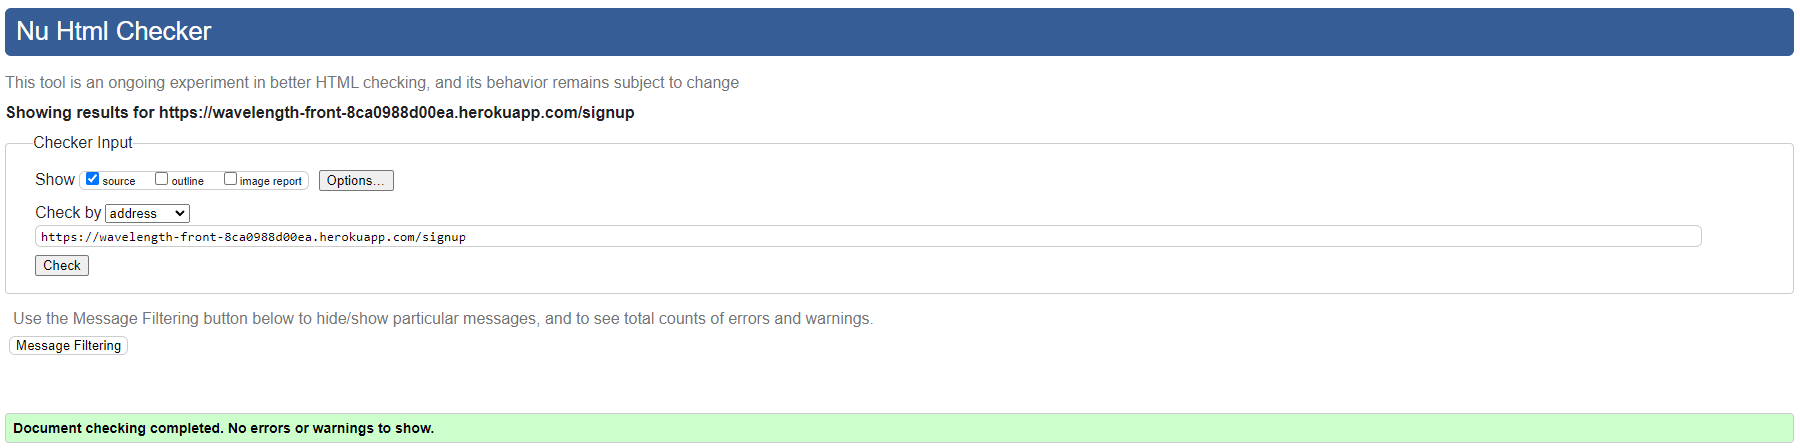 Nu Html Checker
This tool is an ongoing experiment in better HTML checking, and its behavior remains subject to change
Showing results for https://wavelength-front-8ca0988d00ea.herokuapp.com/signup
Checker Input
Show source outline image report Options...
Check by address
https://wavelength-front-8ca0988d00ea.herokuapp.com/signup
Check
Use the Message Filtering button below to hide/show particular messages, and to see total counts of errors and warnings.
Message Filtering
Document checking completed. No errors or warnings to show.